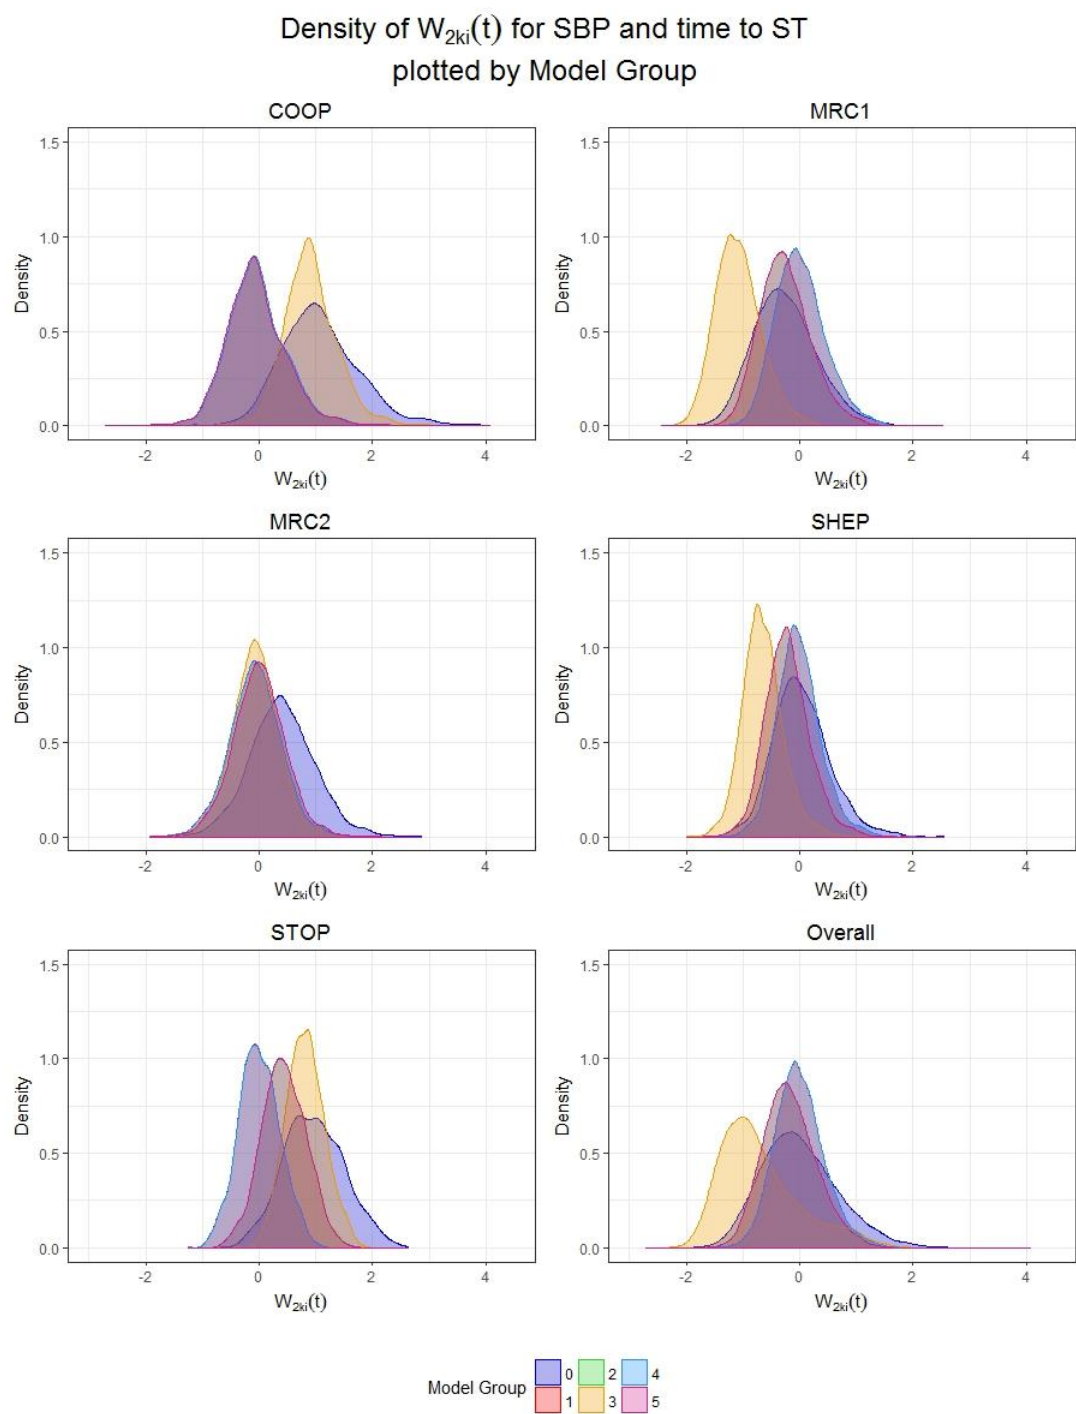 Density of W₂ₖᵢ(t) for SBP and time to ST
plotted by Model Group
COOP
1.5
1.0
0.5
0.0
Density
-2 0 2 4
W₂ₖᵢ(t)
MRC1
1.5
1.0
0.5
0.0
Density
-2 0 2 4
W₂ₖᵢ(t)
MRC2
1.5
1.0
0.5
0.0
Density
-2 0 2 4
W₂ₖᵢ(t)
SHEP
1.5
1.0
0.5
0.0
Density
-2 0 2 4
W₂ₖᵢ(t)
STOP
1.5
1.0
0.5
0.0
Density
-2 0 2 4
W₂ₖᵢ(t)
Overall
1.5
1.0
0.5
0.0
Density
-2 0 2 4
W₂ₖᵢ(t)
Model Group
0 2 4
1 3 5